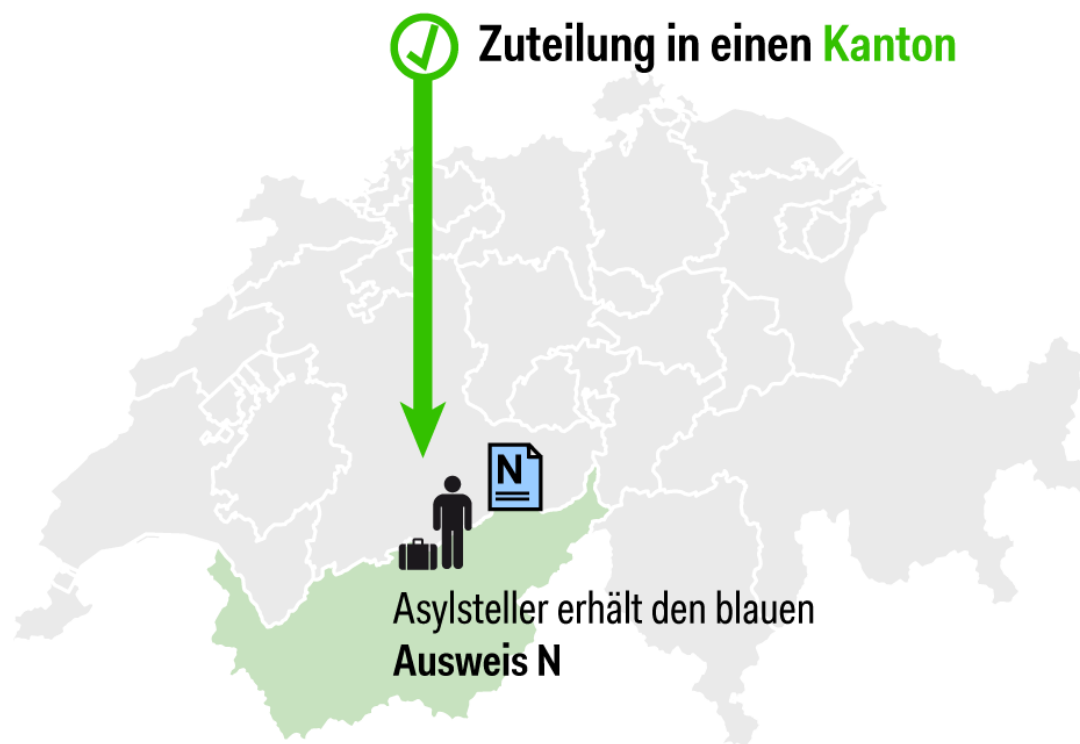 Zuteilung in einen Kanton
N
Asylsteller erhält den blauen
Ausweis N